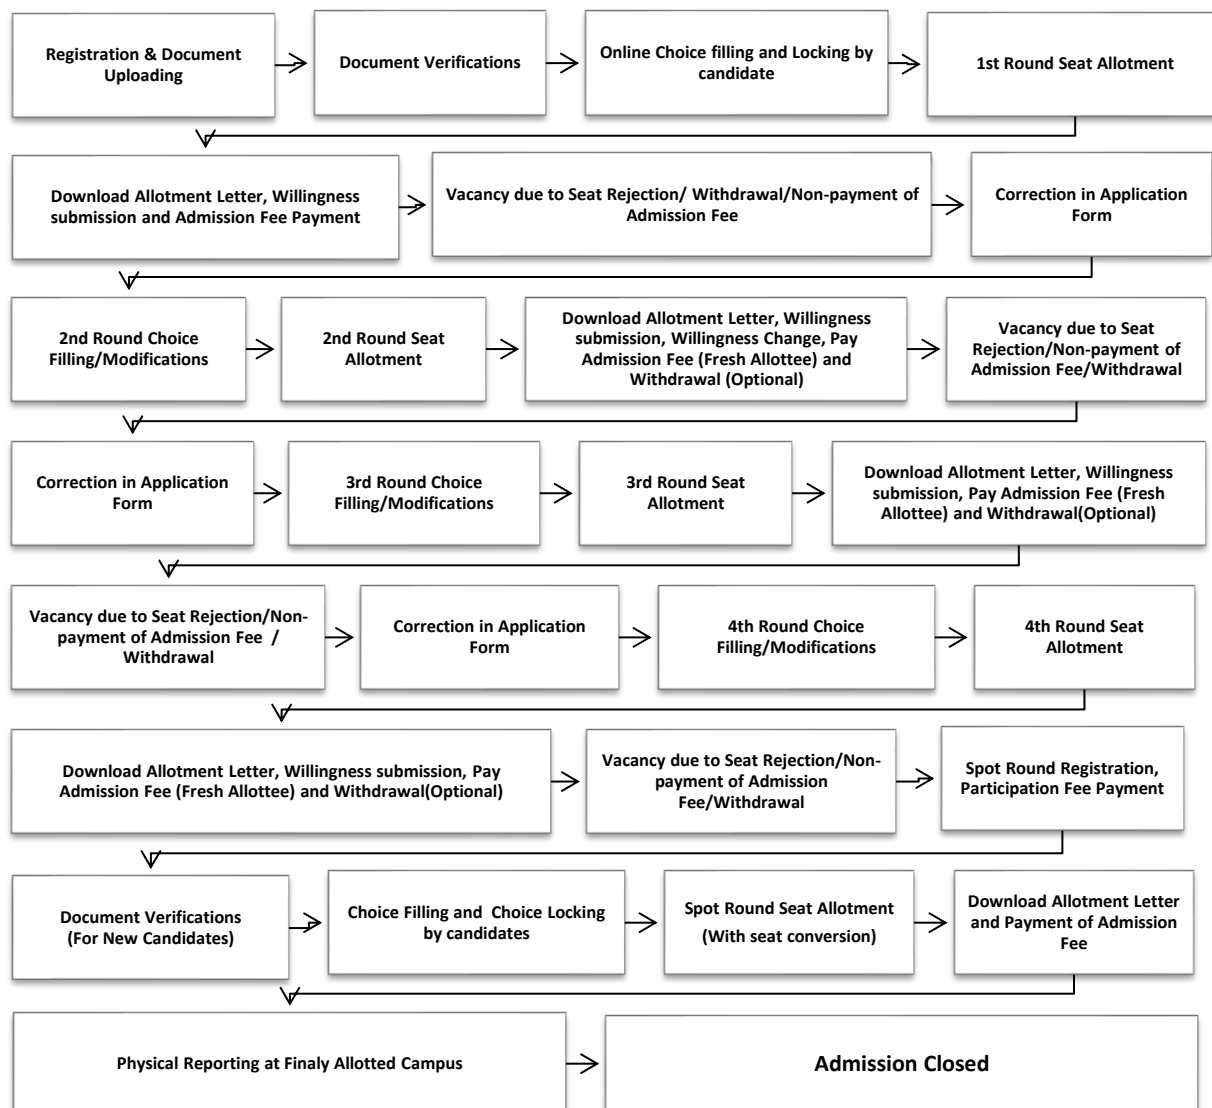 Registration & Document
Uploading
Document Verifications
Online Choice filling and Locking by
candidate
1st Round Seat Allotment
Download Allotment Letter, Willingness
submission and Admission Fee Payment
Vacancy due to Seat Rejection/ Withdrawal/Non-payment of
Admission Fee
Correction in Application
Form
2nd Round Choice
Filling/Modifications
2nd Round Seat
Allotment
Download Allotment Letter, Willingness
submission, Willingness Change, Pay
Admission Fee (Fresh Allottee) and
Withdrawal (Optional)
Vacancy due to Seat
Rejection/Non-payment of
Admission Fee/Withdrawal
Correction in Application
Form
3rd Round Choice
Filling/Modifications
3rd Round Seat
Allotment
Download Allotment Letter, Willingness
submission, Pay Admission Fee (Fresh
Allottee) and Withdrawal(Optional)
Vacancy due to Seat Rejection/Non-
payment of Admission Fee /
Withdrawal
Correction in Application
Form
4th Round Choice
Filling/Modifications
4th Round Seat
Allotment
Download Allotment Letter, Willingness submission, Pay
Admission Fee (Fresh Allottee) and Withdrawal(Optional)
Vacancy due to Seat Rejection/Non-
payment of Admission
Fee/Withdrawal
Spot Round Registration,
Participation Fee Payment
Document Verifications
(For New Candidates)
Choice Filling and Choice Locking
by candidates
Spot Round Seat Allotment
(With seat conversion)
Download Allotment Letter
and Payment of Admission
Fee
Physical Reporting at Finaly Allotted Campus
Admission Closed